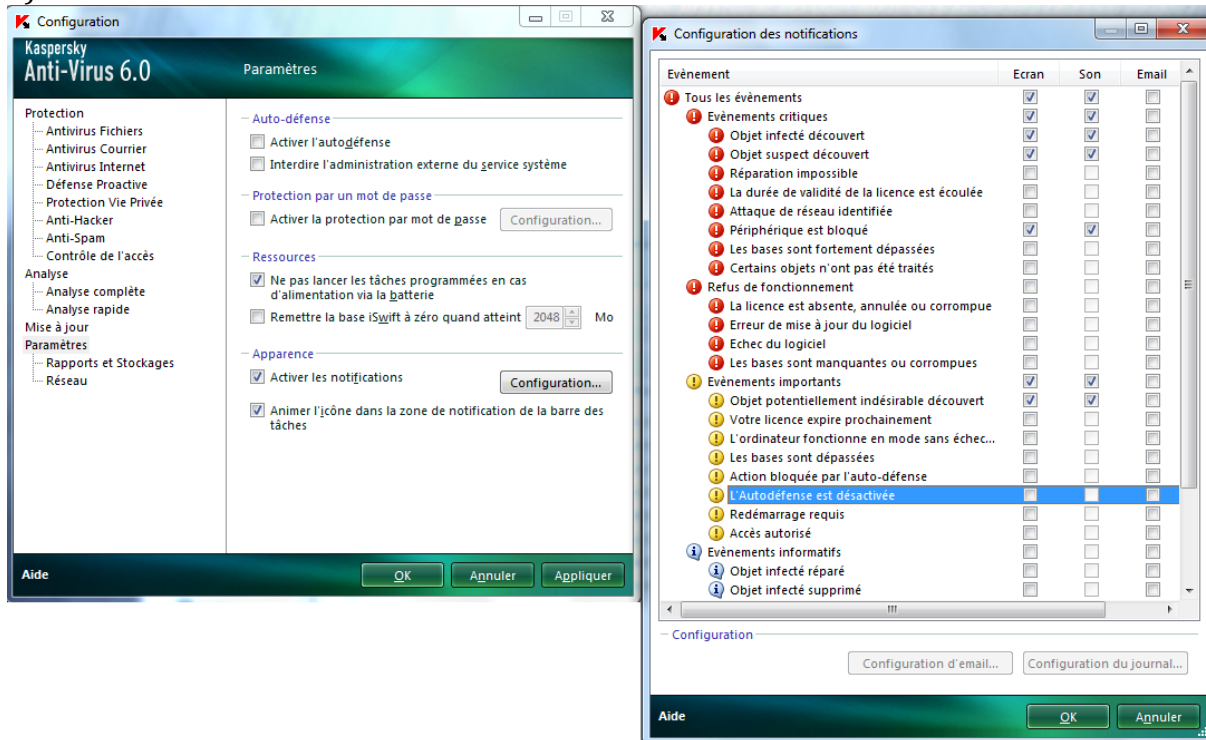 Configuration
Kaspersky
Anti-Virus 6.0
Paramètres
Protection
Antivirus Fichiers
Antivirus Courrier
Antivirus Internet
Défense Proactive
Protection Vie Privée
Anti-Hacker
Anti-Spam
Contrôle de l'accès
Analyse
Analyse complète
Analyse rapide
Mise à jour
Paramètres
Rapports et Stockages
Réseau
Auto-défense
Activer l'autodéfense
Interdire l'administration externe du service système
Protection par un mot de passe
Activer la protection par mot de passe Configuration...
Ressources
Ne pas lancer les tâches programmées en cas
d'alimentation via la batterie
Remettre la base iSwift à zéro quand atteint 2048 Mo
Apparence
Activer les notifications Configuration...
Animer l'icône dans la zone de notification de la barre des
tâches
Aide OK Annuler Appliquer
Configuration des notifications
Evènement Ecran Son Email
Tous les évènements
Evènements critiques
Objet infecté découvert
Objet suspect découvert
Réparation impossible
La durée de validité de la licence est écoulée
Attaque de réseau identifiée
Périphérique est bloqué
Les bases sont fortement dépassées
Certains objets n'ont pas été traités
Refus de fonctionnement
La licence est absente, annulée ou corrompue
Erreur de mise à jour du logiciel
Echec du logiciel
Les bases sont manquantes ou corrompues
Evènements importants
Objet potentiellement indésirable découvert
Votre licence expire prochainement
L'ordinateur fonctionne en mode sans échec...
Les bases sont dépassées
Action bloquée par l'auto-défense
L'Autodéfense est désactivée
Redémarrage requis
Accès autorisé
Evènements informatifs
Objet infecté réparé
Objet infecté supprimé
Configuration
Configuration d'email... Configuration du journal...
Aide OK Annuler